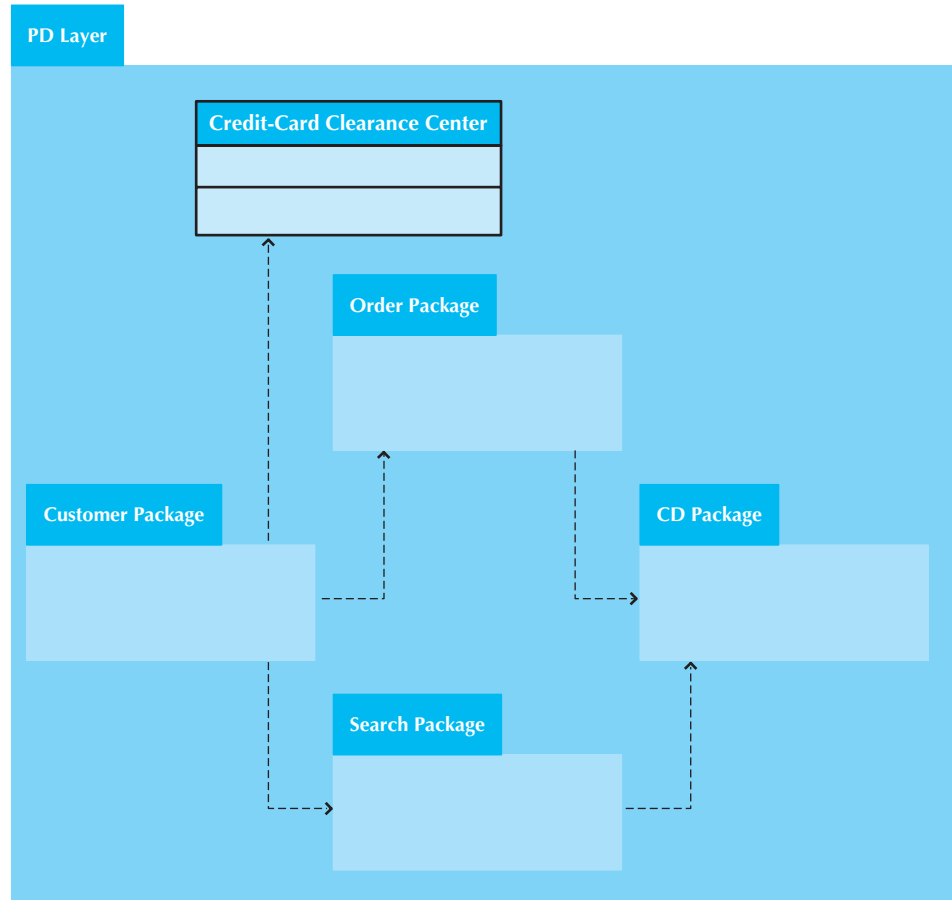 PD Layer
Credit-Card Clearance Center
Order Package
Customer Package
CD Package
Search Package